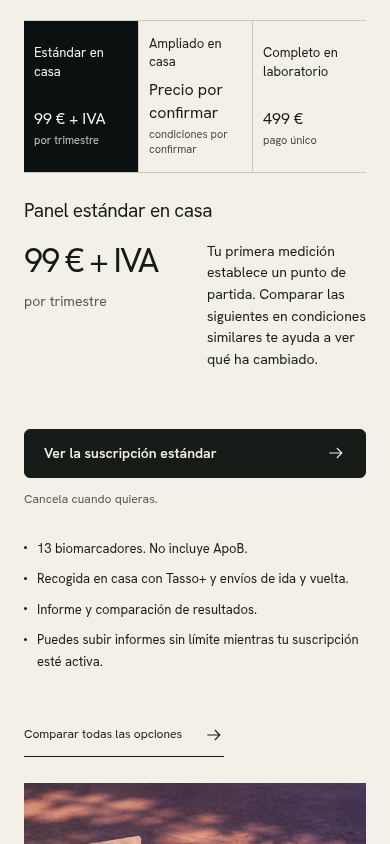 Estándar en
casa
99 € + IVA
por trimestre
Ampliado en
casa
Precio por
confirmar
condiciones por
confirmar
Completo en
laboratorio
499 €
pago único
Panel estándar en casa
99 € + IVA
por trimestre
Tu primera medición
establece un punto de
partida. Comparar las
siguientes en condiciones
similares te ayuda a ver
qué ha cambiado.
Ver la suscripción estándar
Cancela cuando quieras.
• 13 biomarcadores. No incluye ApoB.
• Recogida en casa con Tasso+ y envíos de ida y vuelta.
• Informe y comparación de resultados.
• Puedes subir informes sin límite mientras tu suscripción
esté activa.
Comparar todas las opciones